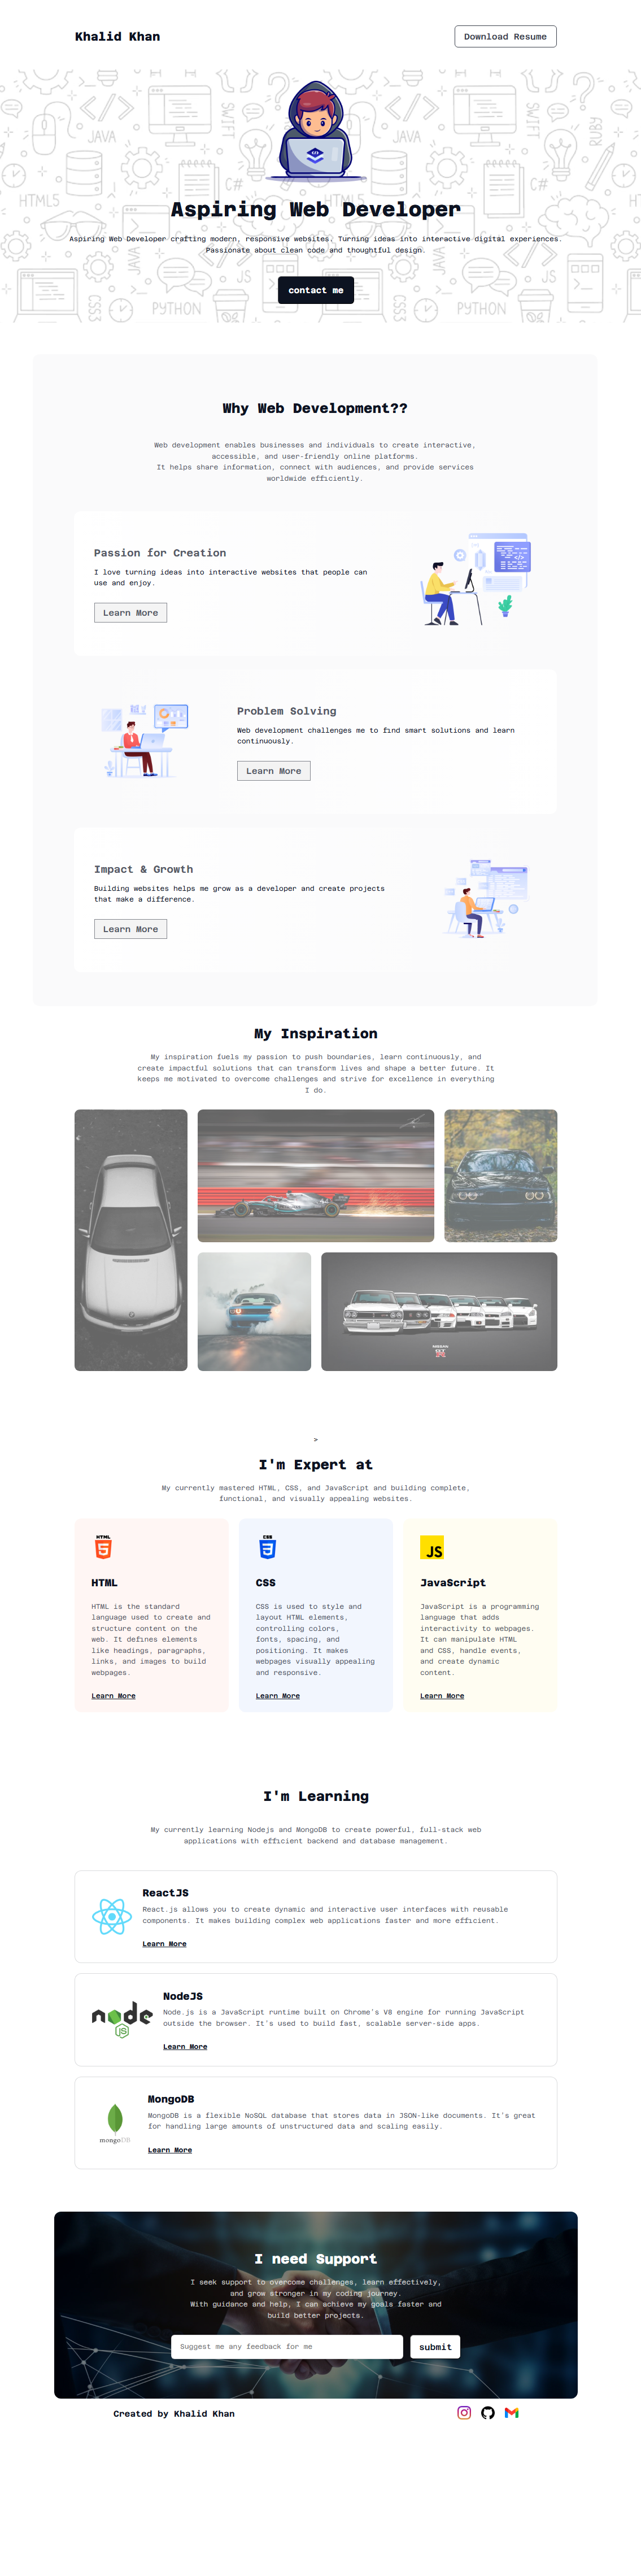 Khalid Khan
Download Resume
JAVA
SWIFT
JAVA
SWIFT
RUBY
C#
C#
HTML5
HTML5
Aspiring Web Developer
Aspiring Web Developer crafting modern, responsive websites. Turning ideas into interactive digital experiences.
Passionate about clean code and thoughtful design.
JS
JS
CSS
PYTHON
CSS
PYTHON
contact me
Why Web Development??
Web development enables businesses and individuals to create interactive,
accessible, and user-friendly online platforms.
It helps share information, connect with audiences, and provide services
worldwide efficiently.
Passion for Creation
I love turning ideas into interactive websites that people can
use and enjoy.
Learn More
Problem Solving
Web development challenges me to find smart solutions and learn
continuously.
Learn More
Impact & Growth
Building websites helps me grow as a developer and create projects
that make a difference.
Learn More
My Inspiration
My inspiration fuels my passion to push boundaries, learn continuously, and
create impactful solutions that can transform lives and shape a better future. It
keeps me motivated to overcome challenges and strive for excellence in everything
I do.
>
I'm Expert at
My currently mastered HTML, CSS, and JavaScript and building complete,
functional, and visually appealing websites.
HTML
HTML
HTML is the standard
language used to create and
structure content on the
web. It defines elements
like headings, paragraphs,
links, and images to build
webpages.
Learn More
CSS
CSS
CSS is used to style and
layout HTML elements,
controlling colors,
fonts, spacing, and
positioning. It makes
webpages visually appealing
and responsive.
Learn More
JS
JavaScript
JavaScript is a programming
language that adds
interactivity to webpages.
It can manipulate HTML
and CSS, handle events,
and create dynamic
content.
Learn More
I'm Learning
My currently learning Nodejs and MongoDB to create powerful, full-stack web
applications with efficient backend and database management.
ReactJS
React.js allows you to create dynamic and interactive user interfaces with reusable
components. It makes building complex web applications faster and more efficient.
Learn More
node
JS
NodeJS
Node.js is a JavaScript runtime built on Chrome's V8 engine for running JavaScript
outside the browser. It's used to build fast, scalable server-side apps.
Learn More
mongoDB
MongoDB
MongoDB is a flexible NoSQL database that stores data in JSON-like documents. It's great
for handling large amounts of unstructured data and scaling easily.
Learn More
I need Support
I seek support to overcome challenges, learn effectively,
and grow stronger in my coding journey.
With guidance and help, I can achieve my goals faster and
build better projects.
Suggest me any feedback for me
submit
Created by Khalid Khan